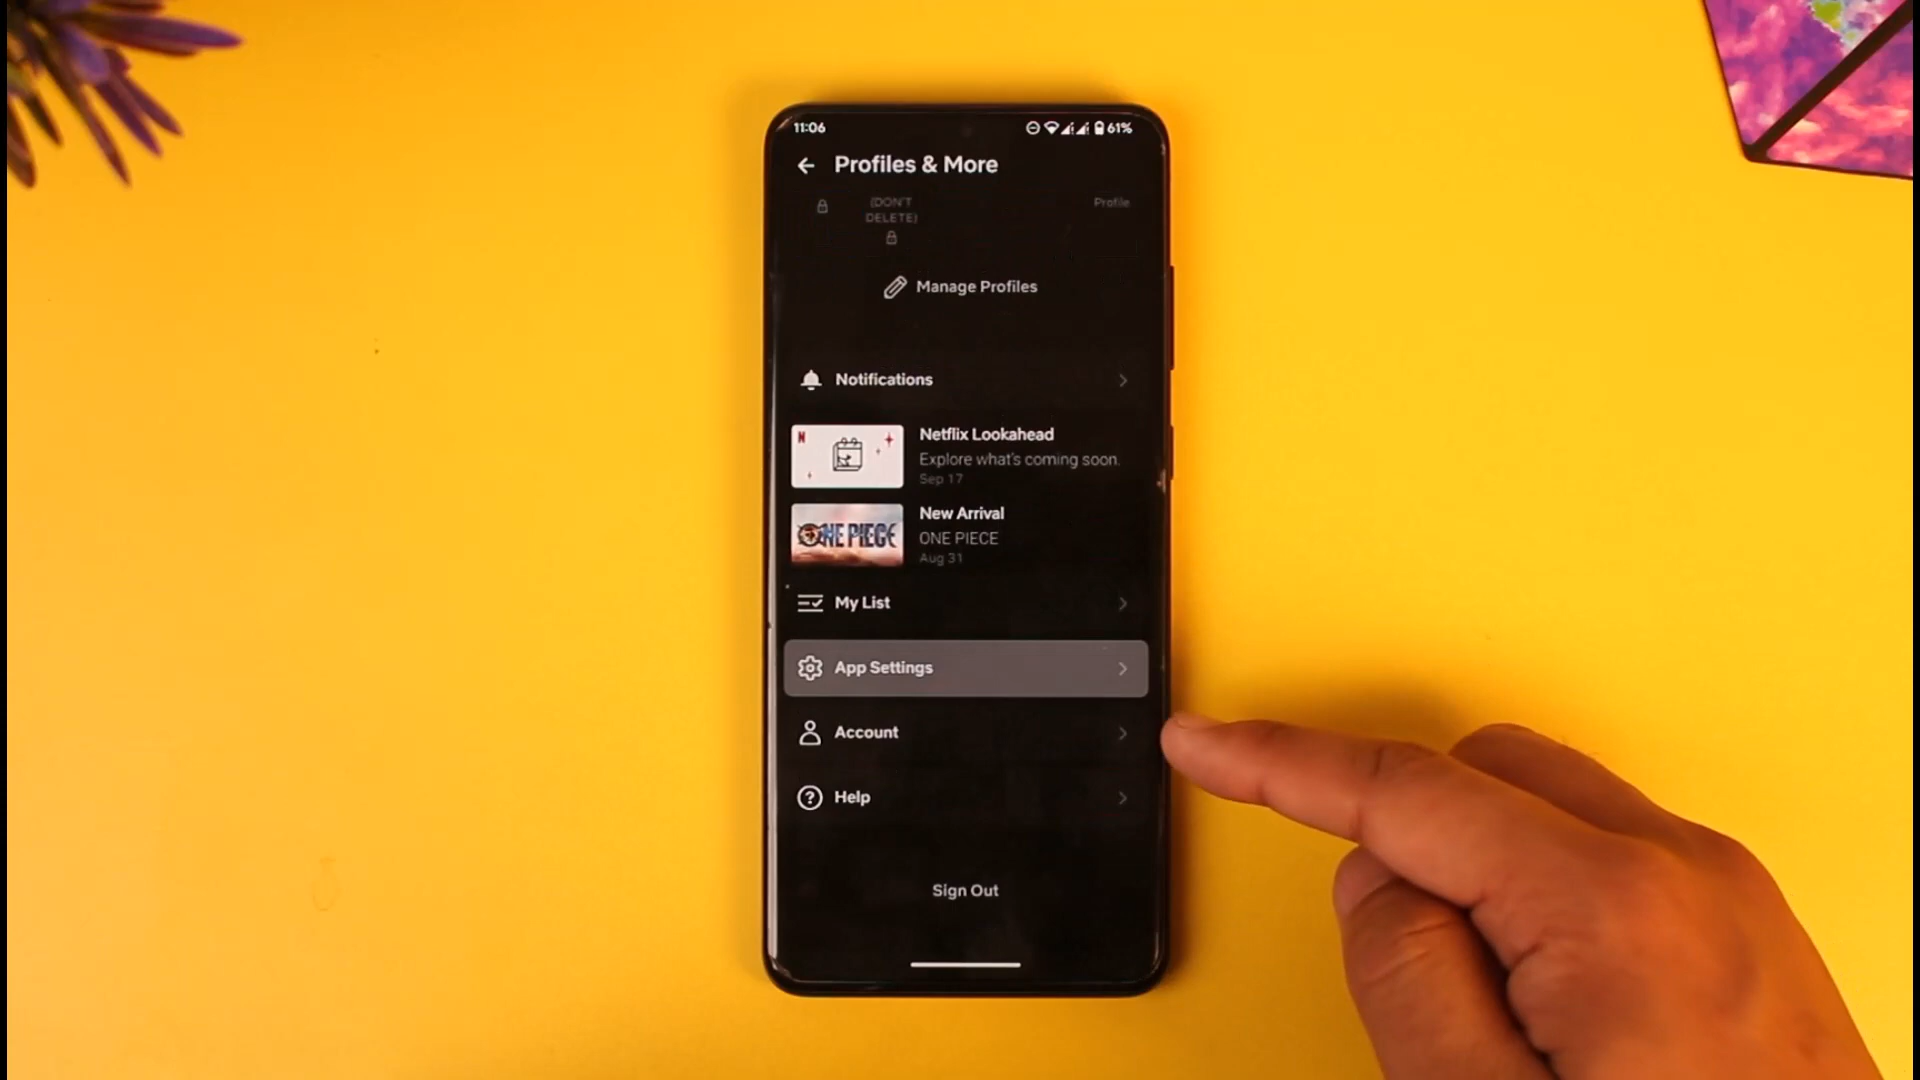 11:06
61%
Profiles & More
(DON'T
DELETE)
Profile
Manage Profiles
Notifications
N
Netflix Lookahead
Explore what's coming soon.
Sep 17
ONE PIECE
New Arrival
ONE PIECE
Aug 31
My List
App Settings
Account
Help
Sign Out